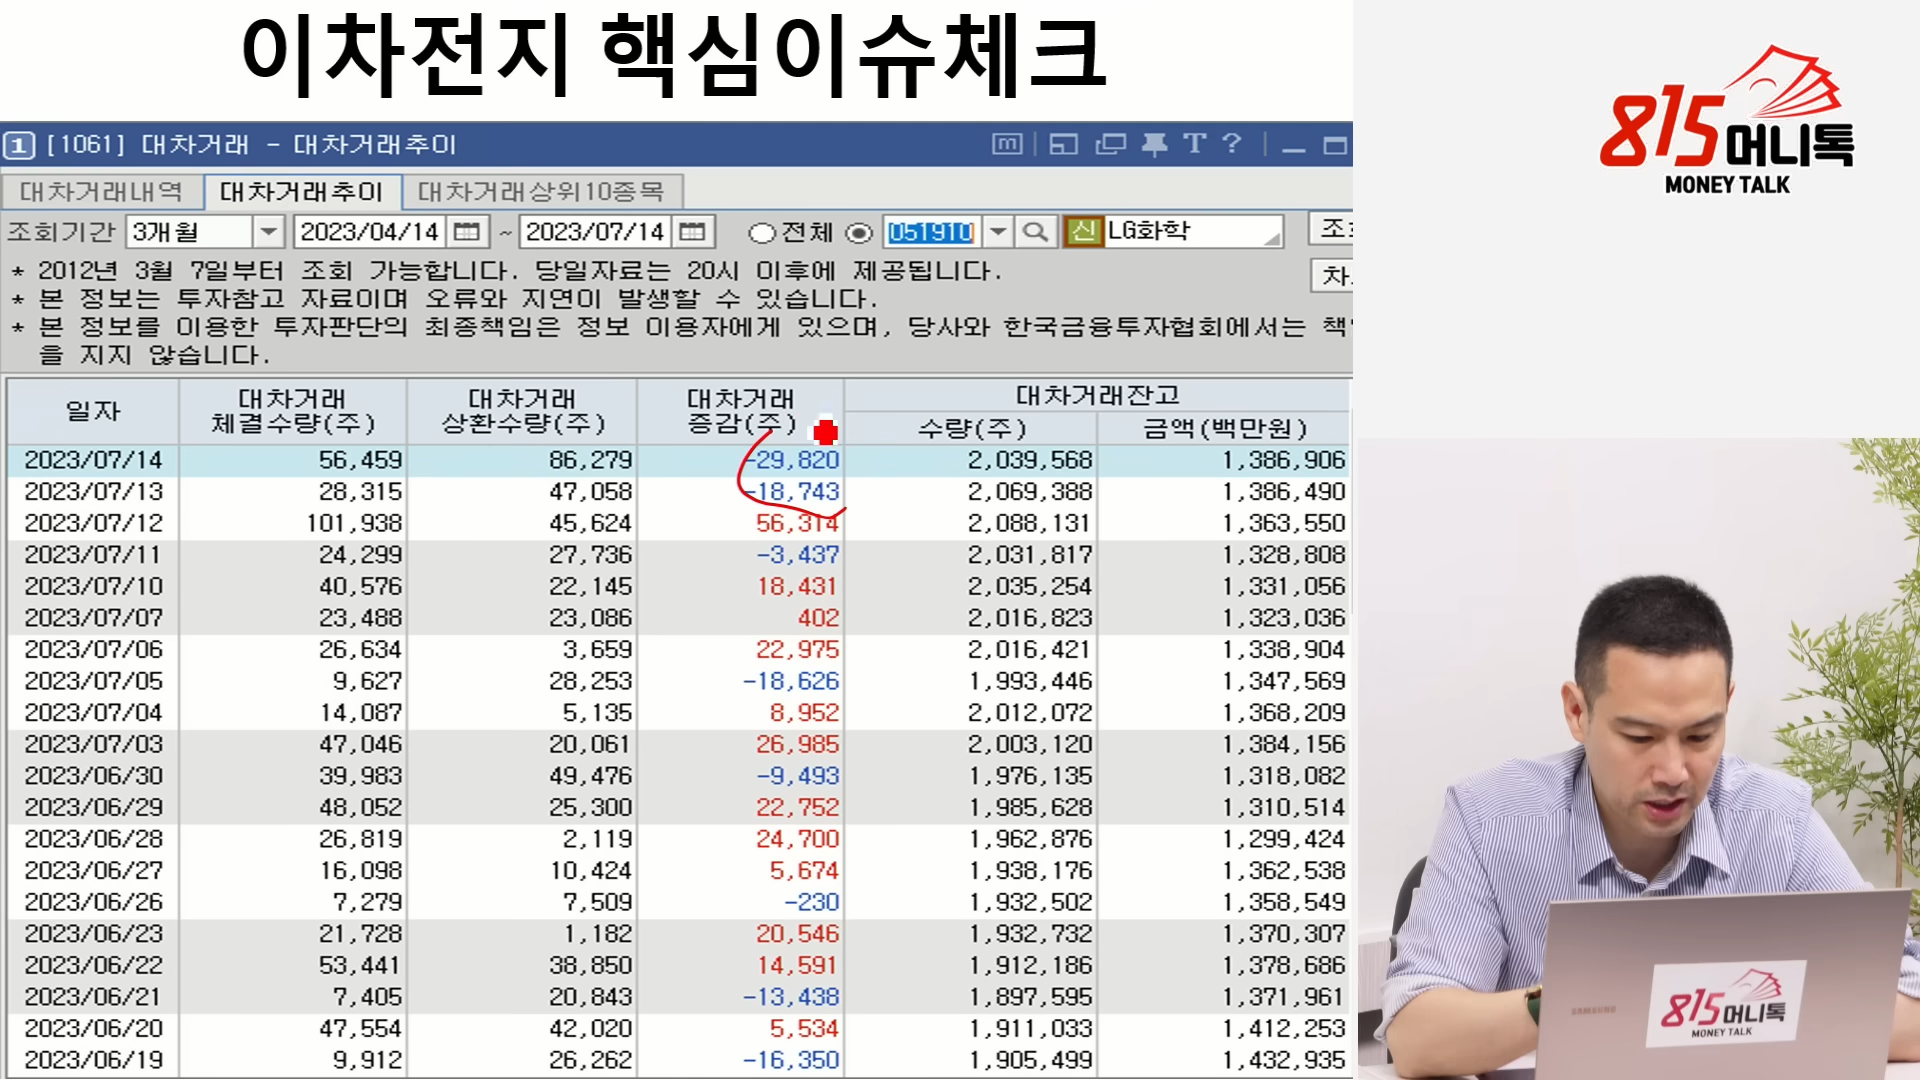 이차전지 핵심이슈체크
815머니톡
MONEY TALK
1 [1061] 대차거래 - 대차거래추이
대차거래내역 대차거래추이 대차거래상위10종목
조회기간 3개월 2023/04/14 ~ 2023/07/14 전체 051910 신 LG화학
* 2012년 3월 7일부터 조회 가능합니다. 당일자료는 20시 이후에 제공됩니다.
* 본 정보는 투자참고 자료이며 오류와 지연이 발생할 수 있습니다.
* 본 정보를 이용한 투자판단의 최종책임은 정보 이용자에게 있으며, 당사와 한국금융투자협회에서는 책
을 지지 않습니다.
일자 대차거래 체결수량(주) 대차거래 상환수량(주) 대차거래 증감(주) 대차거래잔고
수량(주) 금액(백만원)
2023/07/14 56,459 86,279 -29,820 2,039,568 1,386,906
2023/07/13 28,315 47,058 -18,743 2,069,388 1,386,490
2023/07/12 101,938 45,624 56,314 2,088,131 1,363,550
2023/07/11 24,299 27,736 -3,437 2,031,817 1,328,808
2023/07/10 40,576 22,145 18,431 2,035,254 1,331,056
2023/07/07 23,488 23,086 402 2,016,823 1,323,036
2023/07/06 26,634 3,659 22,975 2,016,421 1,338,904
2023/07/05 9,627 28,253 -18,626 1,993,446 1,347,569
2023/07/04 14,087 5,135 8,952 2,012,072 1,368,209
2023/07/03 47,046 20,061 26,985 2,003,120 1,384,156
2023/06/30 39,983 49,476 -9,493 1,976,135 1,318,082
2023/06/29 48,052 25,300 22,752 1,985,628 1,310,514
2023/06/28 26,819 2,119 24,700 1,962,876 1,299,424
2023/06/27 16,098 10,424 5,674 1,938,176 1,362,538
2023/06/26 7,279 7,509 -230 1,932,502 1,358,549
2023/06/23 21,728 1,182 20,546 1,932,732 1,370,307
2023/06/22 53,441 38,850 14,591 1,912,186 1,378,686
2023/06/21 7,405 20,843 -13,438 1,897,595 1,371,961
2023/06/20 47,554 42,020 5,534 1,911,033 1,412,253
2023/06/19 9,912 26,262 -16,350 1,905,499 1,432,935
SAMSUNG
815머니톡
MONEY TALK